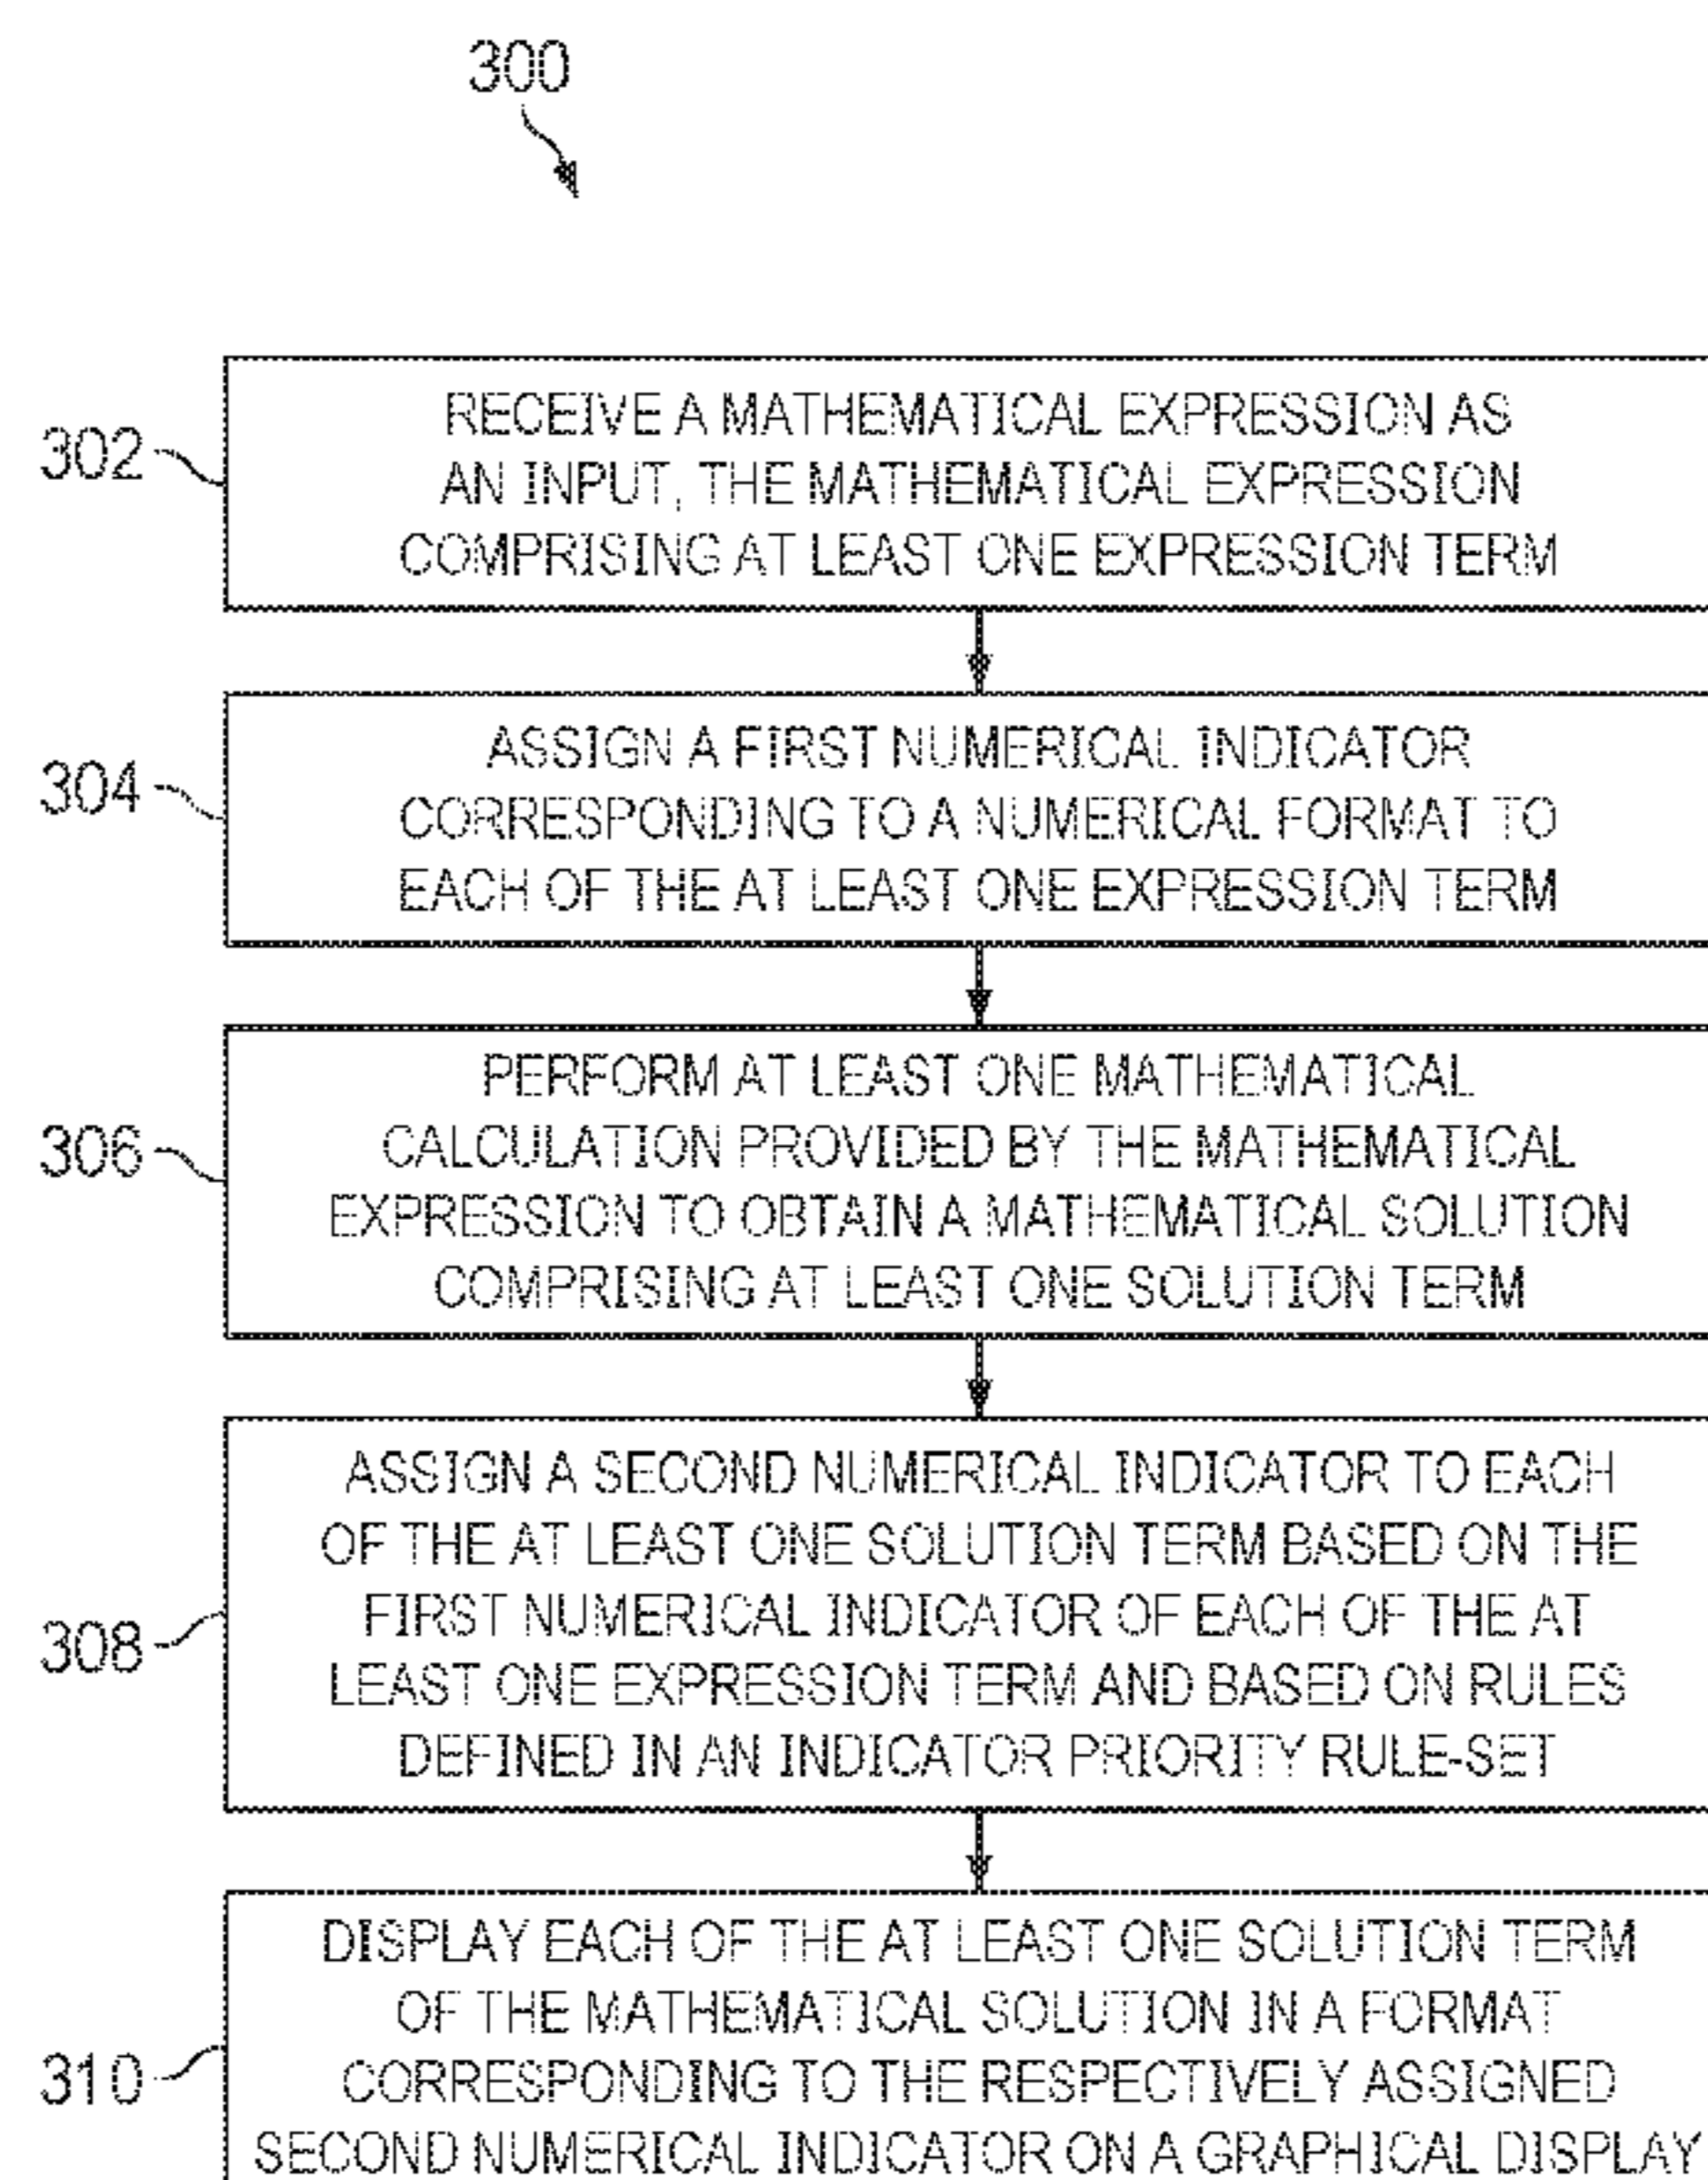 300
302
RECEIVE A MATHEMATICAL EXPRESSION AS
AN INPUT, THE MATHEMATICAL EXPRESSION
COMPRISING AT LEAST ONE EXPRESSION TERM
304
ASSIGN A FIRST NUMERICAL INDICATOR
CORRESPONDING TO A NUMERICAL FORMAT TO
EACH OF THE AT LEAST ONE EXPRESSION TERM
306
PERFORM AT LEAST ONE MATHEMATICAL
CALCULATION PROVIDED BY THE MATHEMATICAL
EXPRESSION TO OBTAIN A MATHEMATICAL SOLUTION
COMPRISING AT LEAST ONE SOLUTION TERM
308
ASSIGN A SECOND NUMERICAL INDICATOR TO EACH
OF THE AT LEAST ONE SOLUTION TERM BASED ON THE
FIRST NUMERICAL INDICATOR OF EACH OF THE AT
LEAST ONE EXPRESSION TERM AND BASED ON RULES
DEFINED IN AN INDICATOR PRIORITY RULE-SET
310
DISPLAY EACH OF THE AT LEAST ONE SOLUTION TERM
OF THE MATHEMATICAL SOLUTION IN A FORMAT
CORRESPONDING TO THE RESPECTIVELY ASSIGNED
SECOND NUMERICAL INDICATOR ON A GRAPHICAL DISPLAY